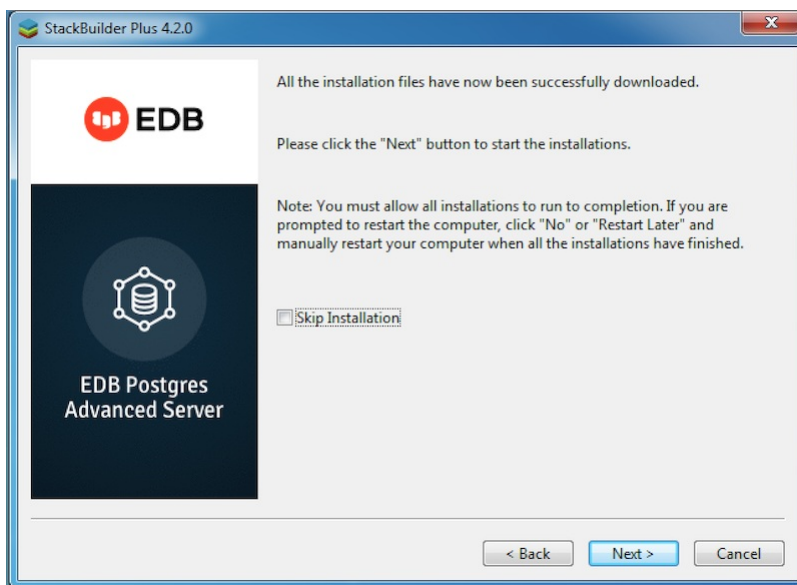 StackBuilder Plus 4.2.0
EDB
All the installation files have now been successfully downloaded.
Please click the "Next" button to start the installations.
Note: You must allow all installations to run to completion. If you are
prompted to restart the computer, click "No" or "Restart Later" and
manually restart your computer when all the installations have finished.
Skip Installation
EDB Postgres
Advanced Server
< Back
Next >
Cancel